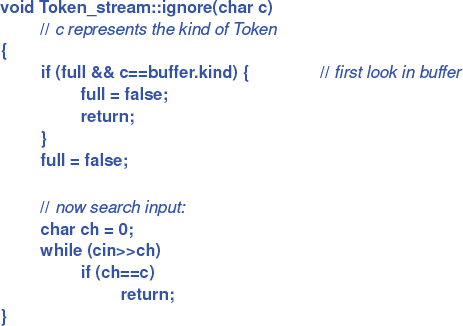 void Token_stream::ignore(char c)
// c represents the kind of Token
{
if (full && c==buffer.kind) { // first look in buffer
full = false;
return;
}
full = false;
// now search input:
char ch = 0;
while (cin>>ch)
if (ch==c)
return;
}